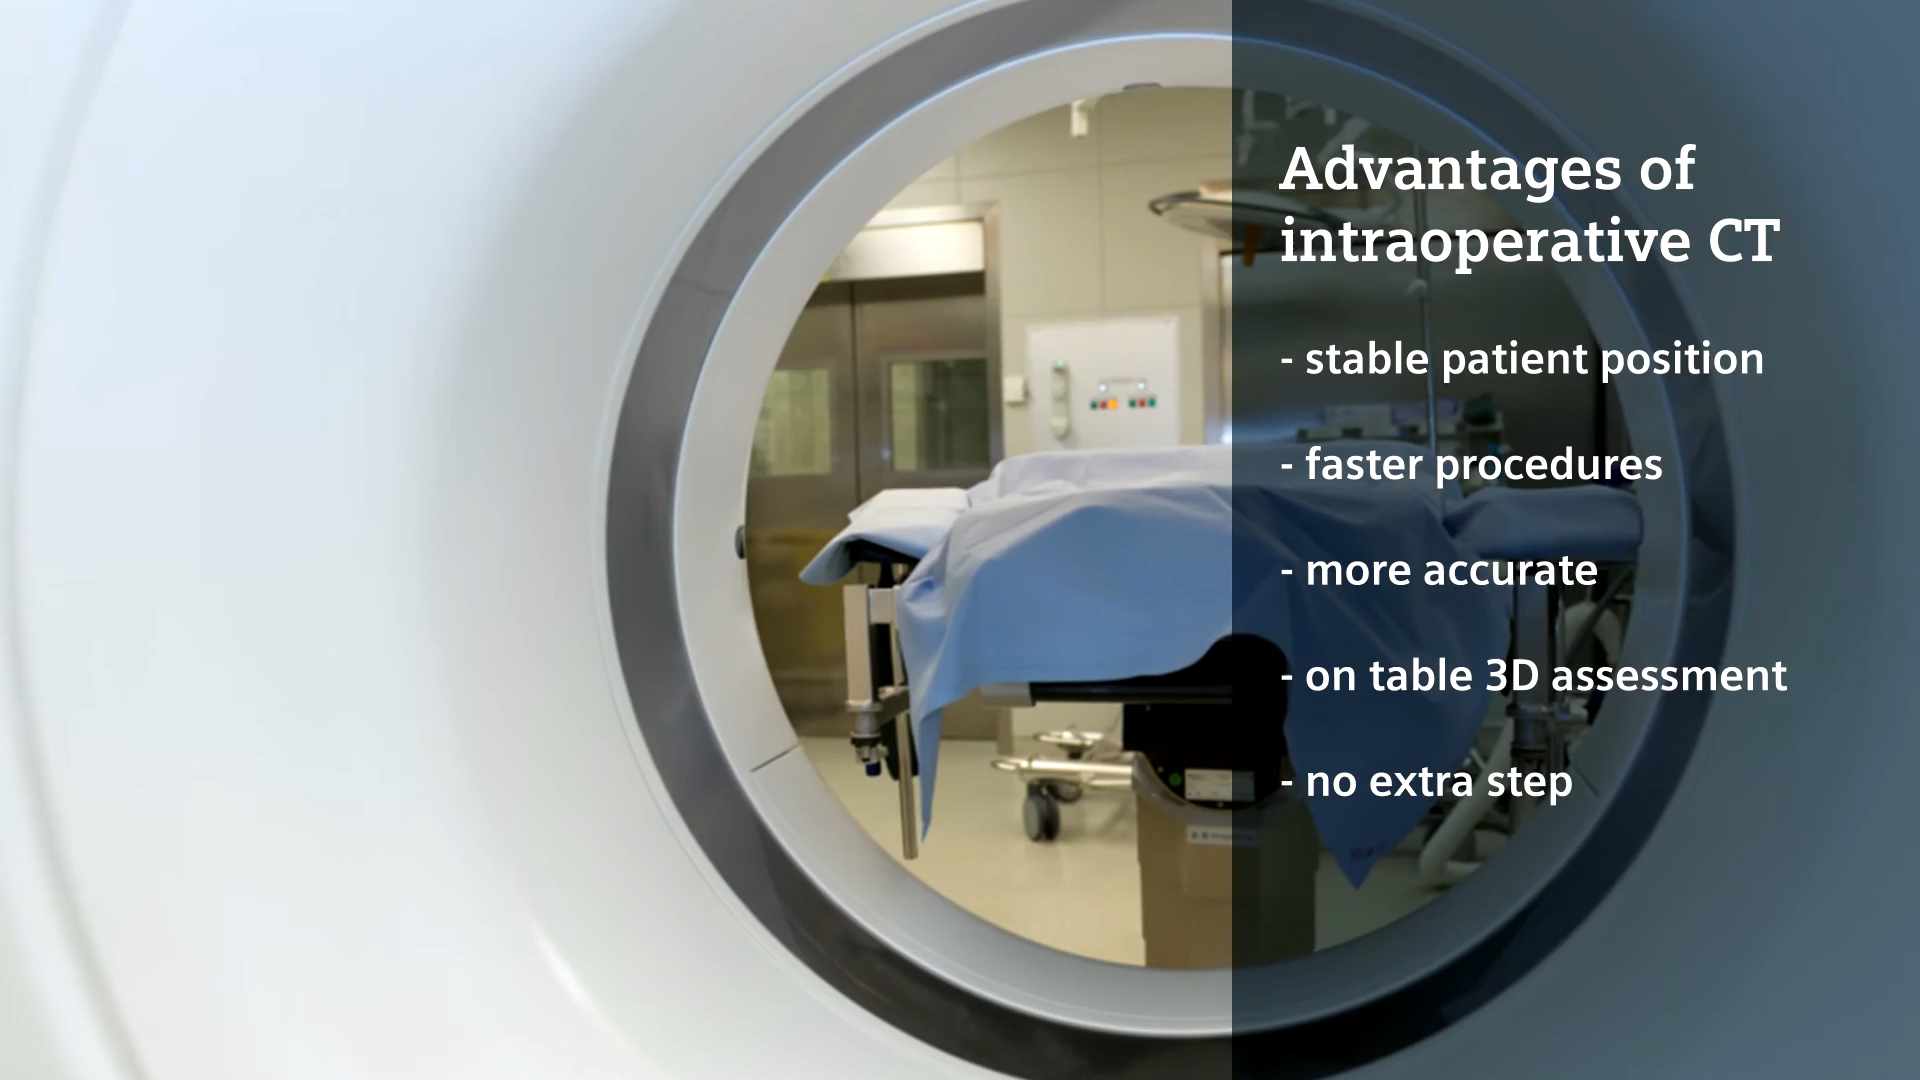 Advantages of
intraoperative CT
- stable patient position
- faster procedures
- more accurate
- on table 3D assessment
- no extra step